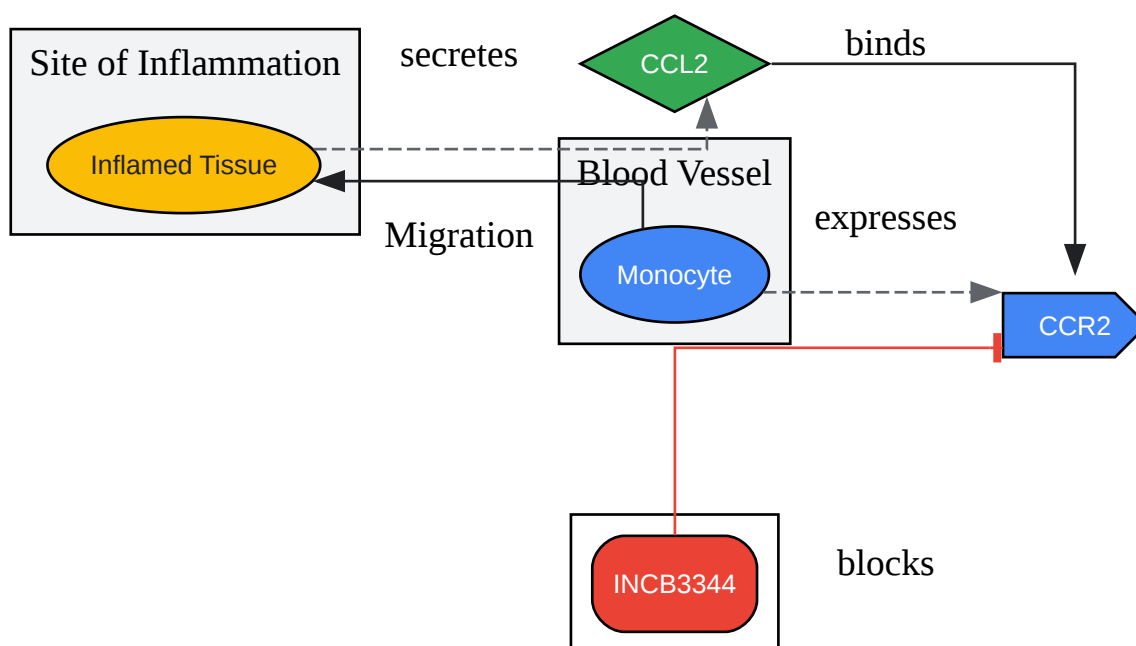 secretes
CCL2
binds
Site of Inflammation
Inflamed Tissue
Blood Vessel
Migration
Monocyte
expresses
CCR2
INCB3344
blocks